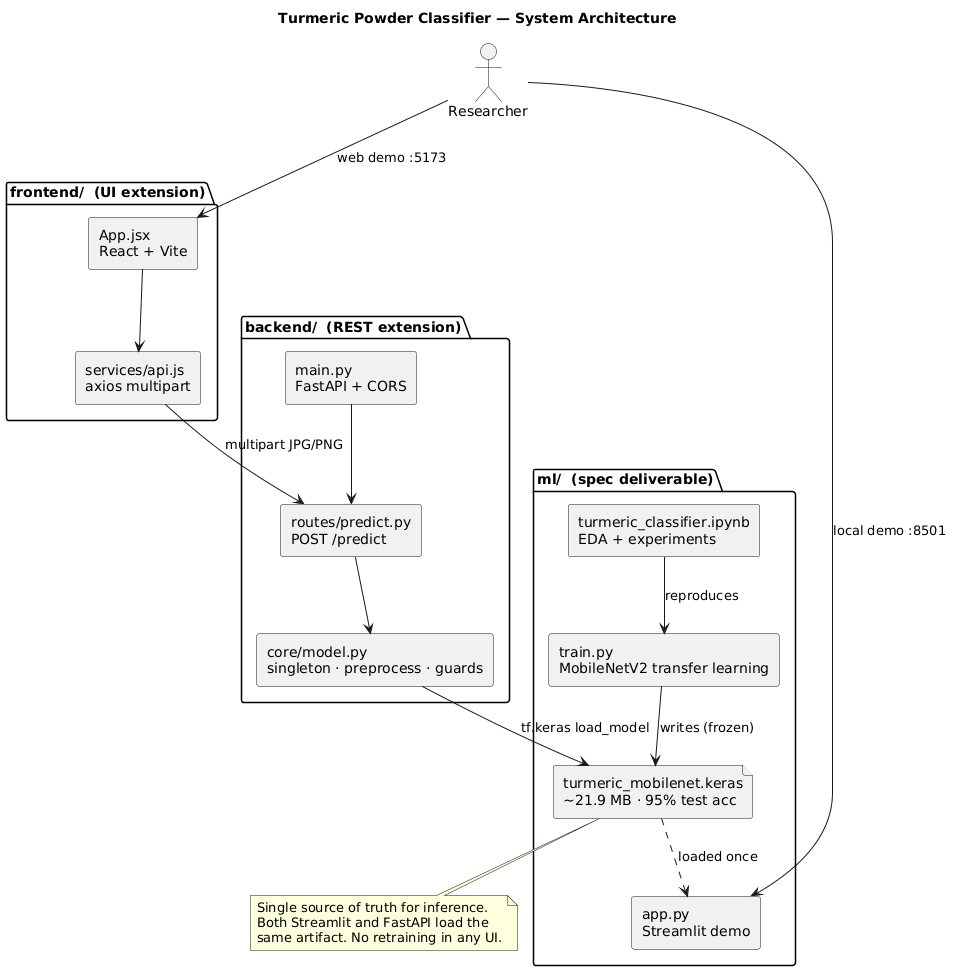 Turmeric Powder Classifier — System Architecture
Researcher
web demo :5173
frontend/  (UI extension)
App.jsx
React + Vite
services/api.js
axios multipart
backend/  (REST extension)
main.py
FastAPI + CORS
multipart JPG/PNG
routes/predict.py
POST /predict
core/model.py
singleton · preprocess · guards
ml/  (spec deliverable)
turmeric_classifier.ipynb
EDA + experiments
local demo :8501
reproduces
train.py
MobileNetV2 transfer learning
tf.keras load_model
writes (frozen)
turmeric_mobilenet.keras
~21.9 MB · 95% test acc
loaded once
Single source of truth for inference.
Both Streamlit and FastAPI load the
same artifact. No retraining in any UI.
app.py
Streamlit demo